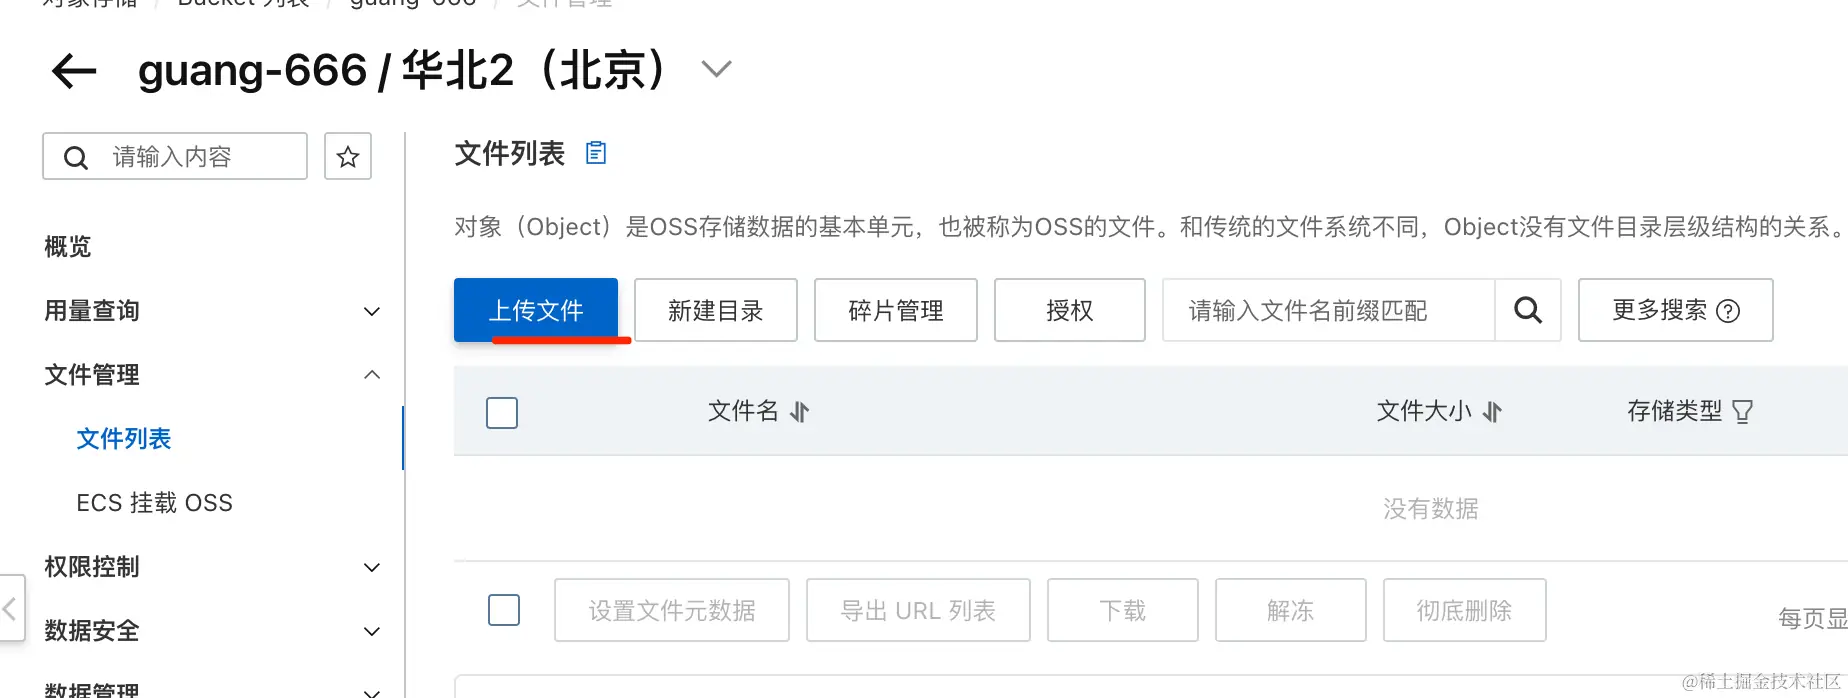 对象存储 / Bucket 列表 / guang-666 / 文件管理
guang-666 / 华北2（北京）
请输入内容
概览
用量查询
文件管理
文件列表
ECS 挂载 OSS
权限控制
数据安全
数据管理
文件列表
对象（Object）是OSS存储数据的基本单元，也被称为OSS的文件。和传统的文件系统不同，Object没有文件目录层级结构的关系。
上传文件 新建目录 碎片管理 授权 请输入文件名前缀匹配 更多搜索
文件名 文件大小 存储类型
没有数据
设置文件元数据 导出 URL 列表 下载 解冻 彻底删除 每页显
@稀土掘金技术社区